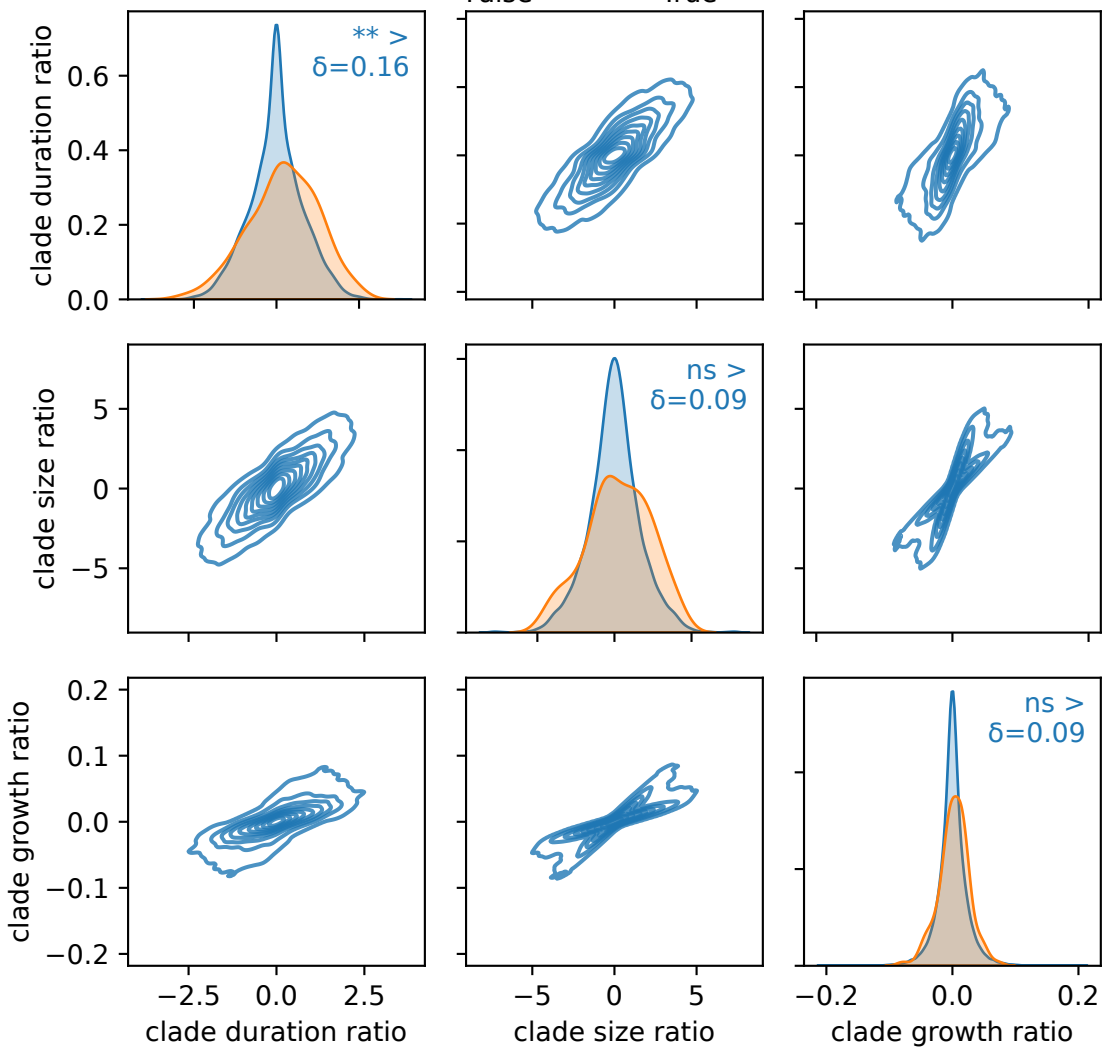 False True
clade duration ratio
0.6
0.4
0.2
0.0
** >
δ=0.16
clade size ratio
5
0
−5
ns >
δ=0.09
clade growth ratio
0.2
0.1
0.0
−0.1
−0.2
ns >
δ=0.09
−2.5 0.0 2.5
−5 0 5
−0.2 0.0 0.2
clade duration ratio
clade size ratio
clade growth ratio